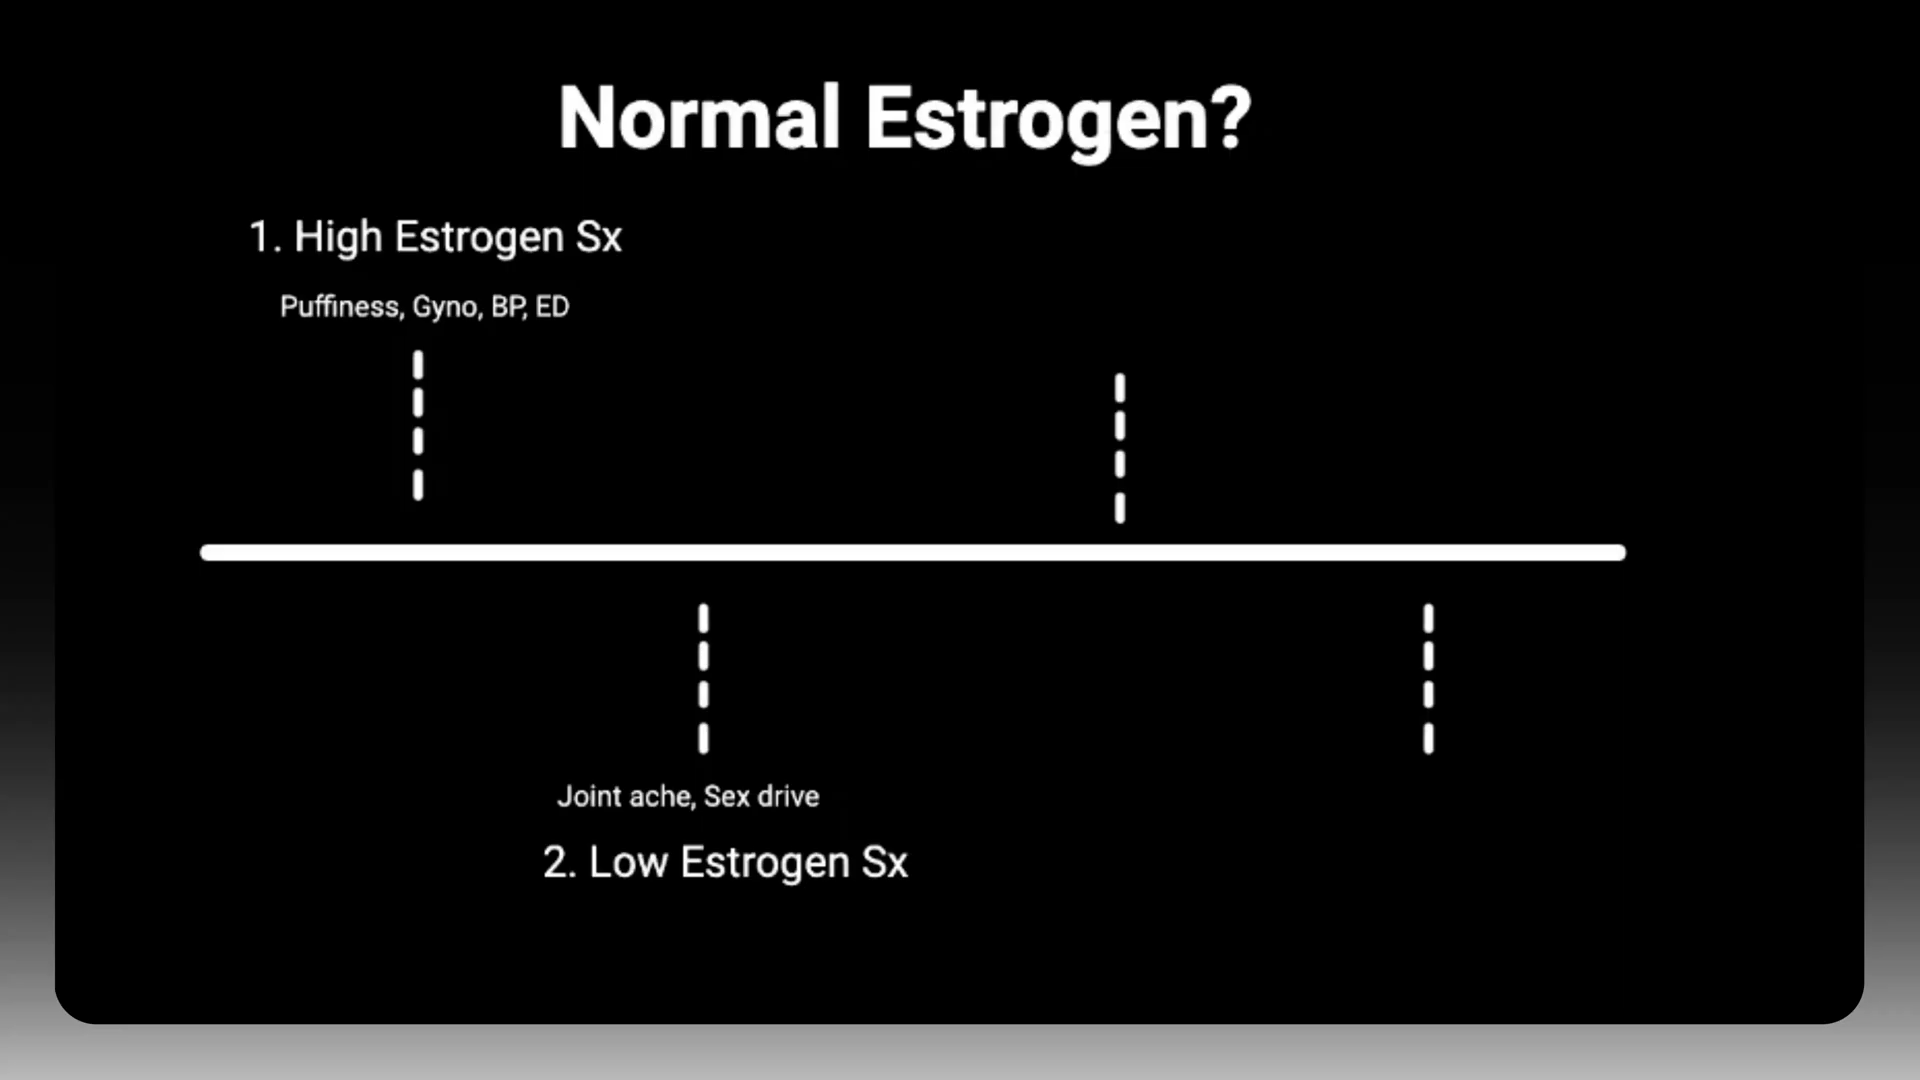 Normal Estrogen?
1. High Estrogen Sx
Puffiness, Gyno, BP, ED
Joint ache, Sex drive
2. Low Estrogen Sx